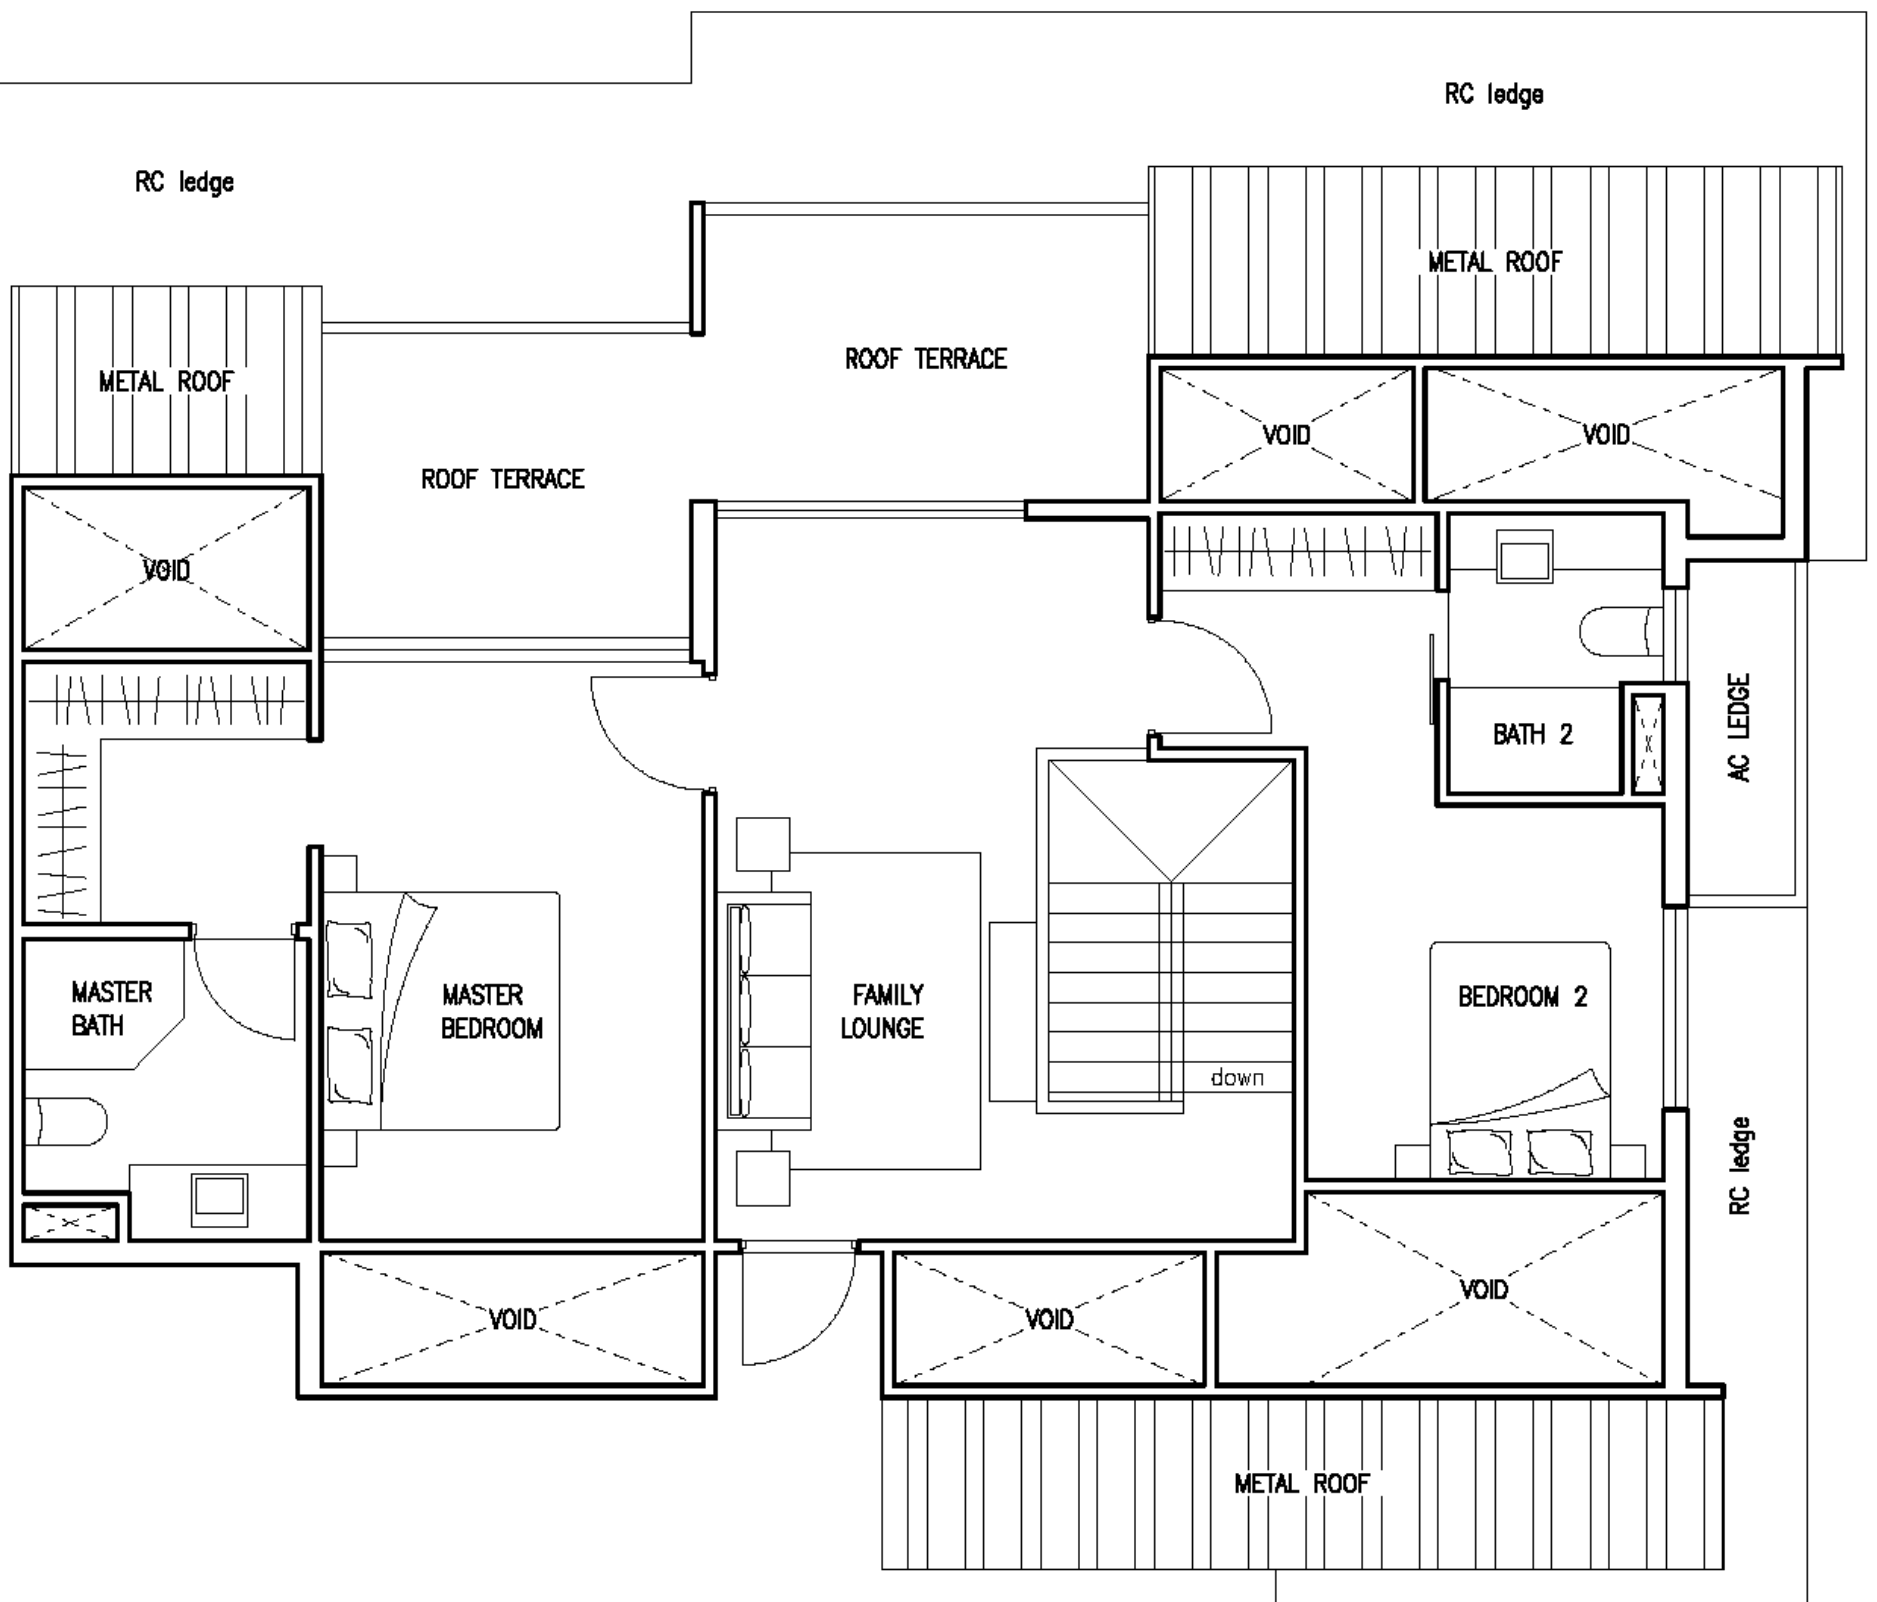 RC ledge
RC ledge
METAL ROOF
ROOF TERRACE
METAL ROOF
VOID
VOID
ROOF TERRACE
VOID
AC LEDGE
BATH 2
MASTER
BATH
MASTER
BEDROOM
FAMILY
LOUNGE
BEDROOM 2
down
RC ledge
VOID
VOID
VOID
METAL ROOF